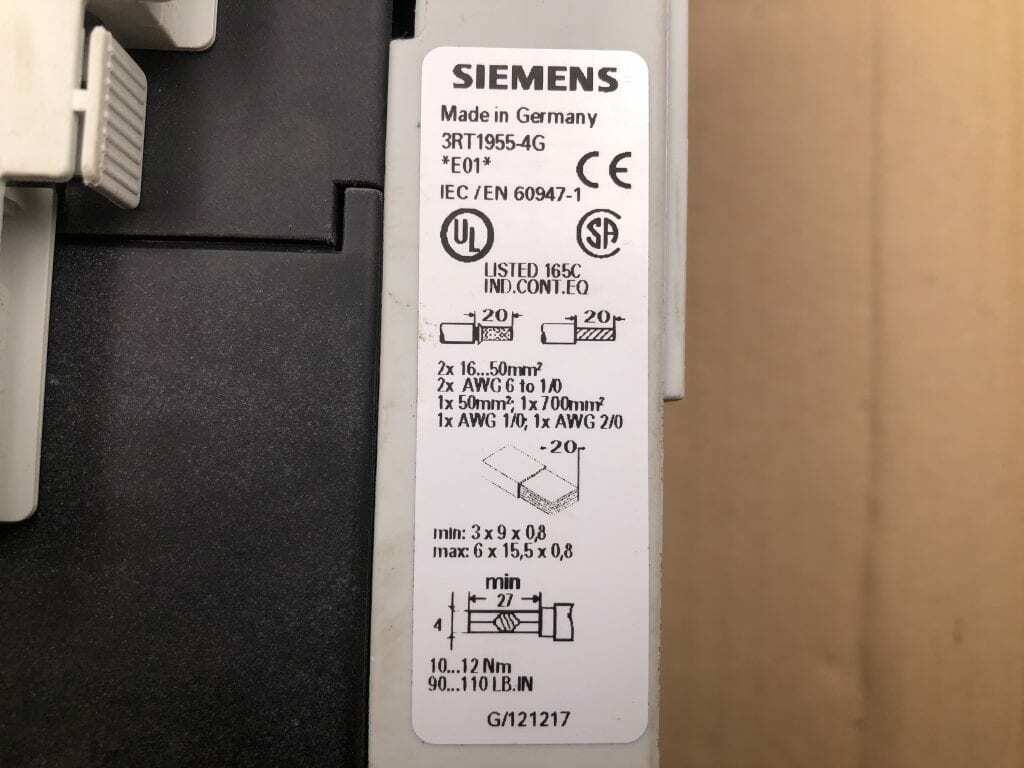 SIEMENS
Made in Germany
3RT1955-4G
*E01*
CE
IEC / EN 60947-1
UL SA
LISTED 165C
IND.CONT.EQ
20 20
2x 16...50mm²
2x AWG 6 to 1/0
1x 50mm²; 1x 700mm²
1x AWG 1/0; 1x AWG 2/0
20
min: 3 x 9 x 0,8
max: 6 x 15,5 x 0,8
min
27
4
10...12 Nm
90...110 LB.IN
G/121217